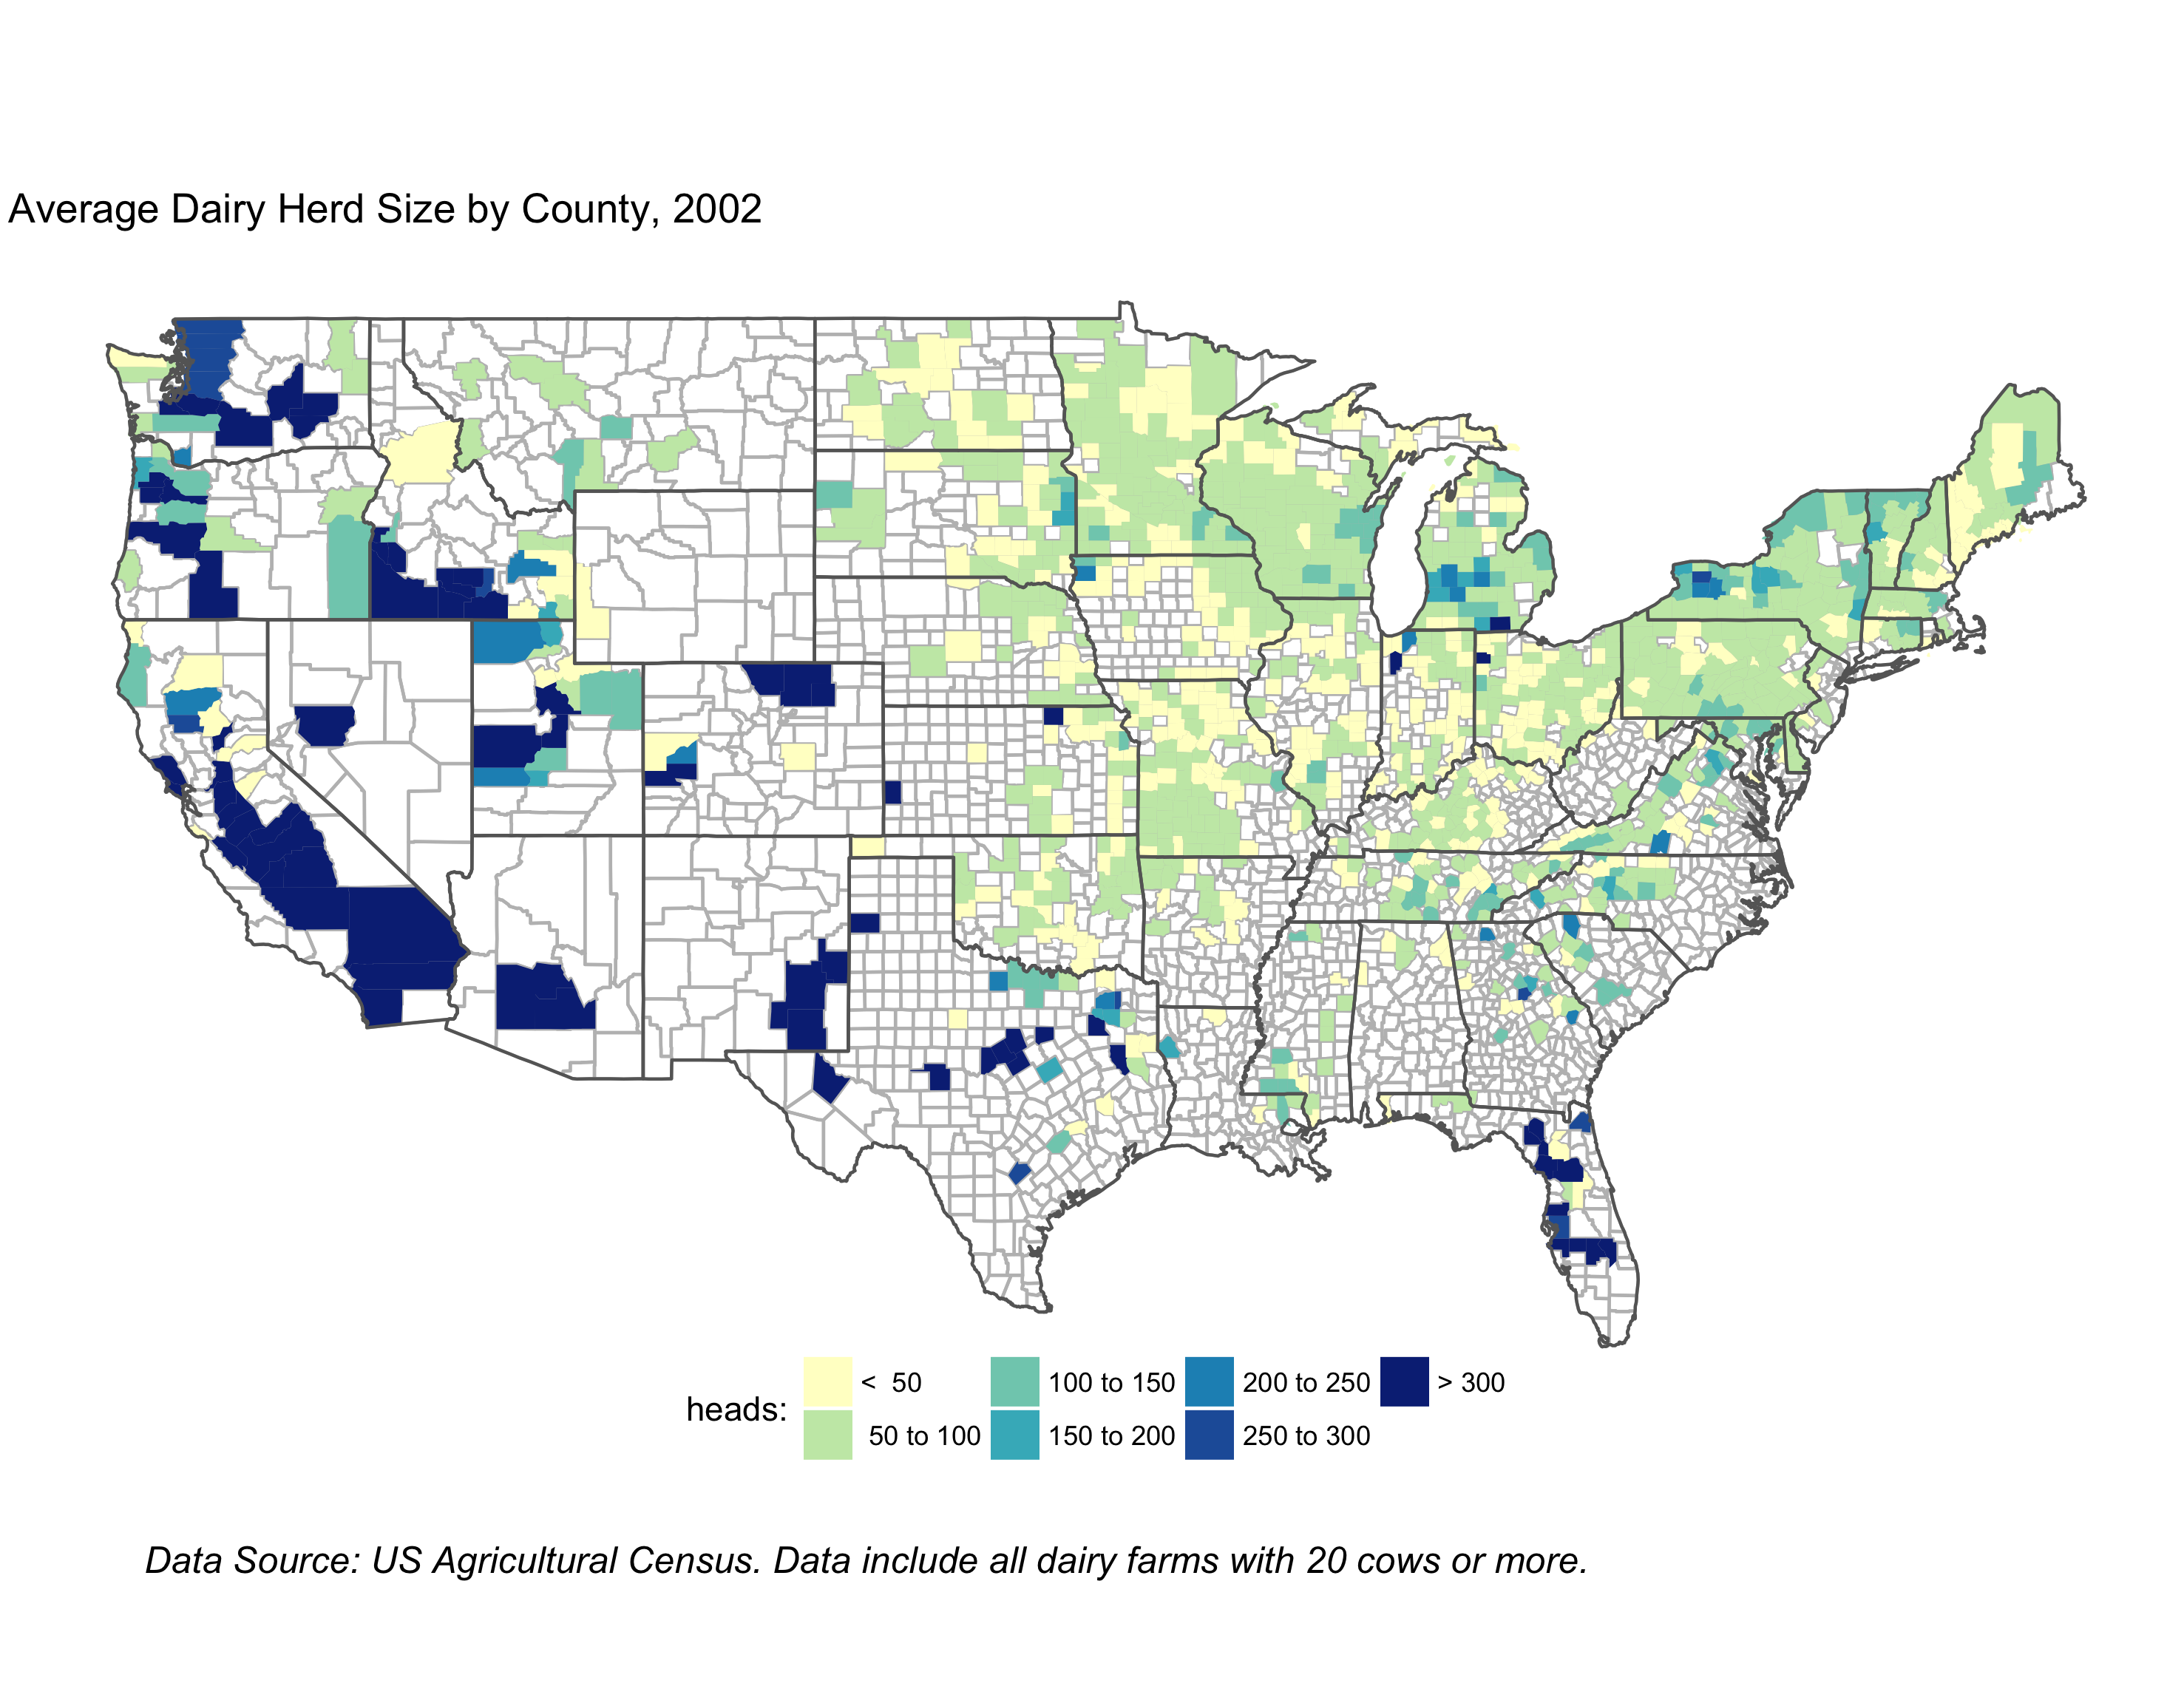 Average Dairy Herd Size by County, 2002
heads:
< 50
50 to 100
100 to 150
150 to 200
200 to 250
250 to 300
> 300
Data Source: US Agricultural Census. Data include all dairy farms with 20 cows or more.